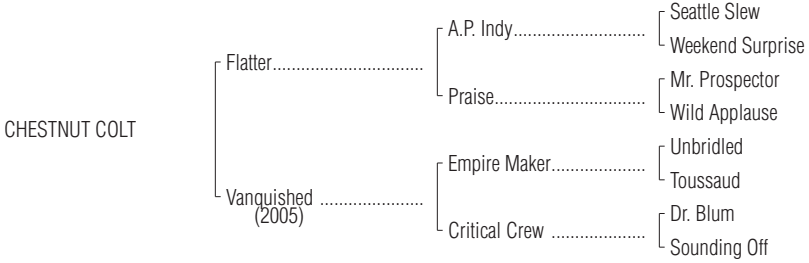 Seattle Slew
A.P. Indy..............................
Weekend Surprise
Flatter..................................
Mr. Prospector
Praise..................................
Wild Applause
CHESTNUT COLT
Unbridled
Empire Maker.....................
Toussaud
Vanquished .......................
(2005)
Dr. Blum
Critical Crew .....................
Sounding Off